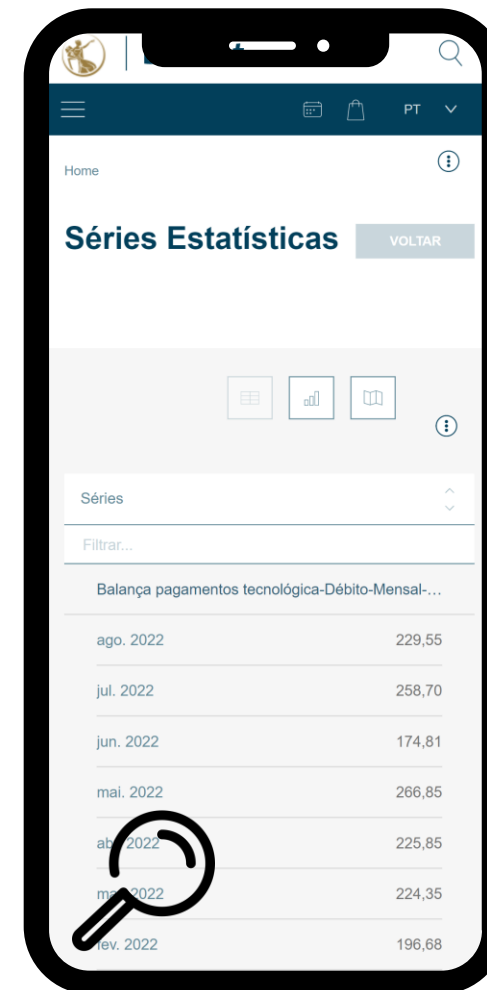 PT
Home
Séries Estatísticas
VOLTAR
Séries
Filtrar...
Balança pagamentos tecnológica-Débito-Mensal-...
ago. 2022 229,55
jul. 2022 258,70
jun. 2022 174,81
mai. 2022 266,85
2022 225,85
2022 224,35
fev. 2022 196,68